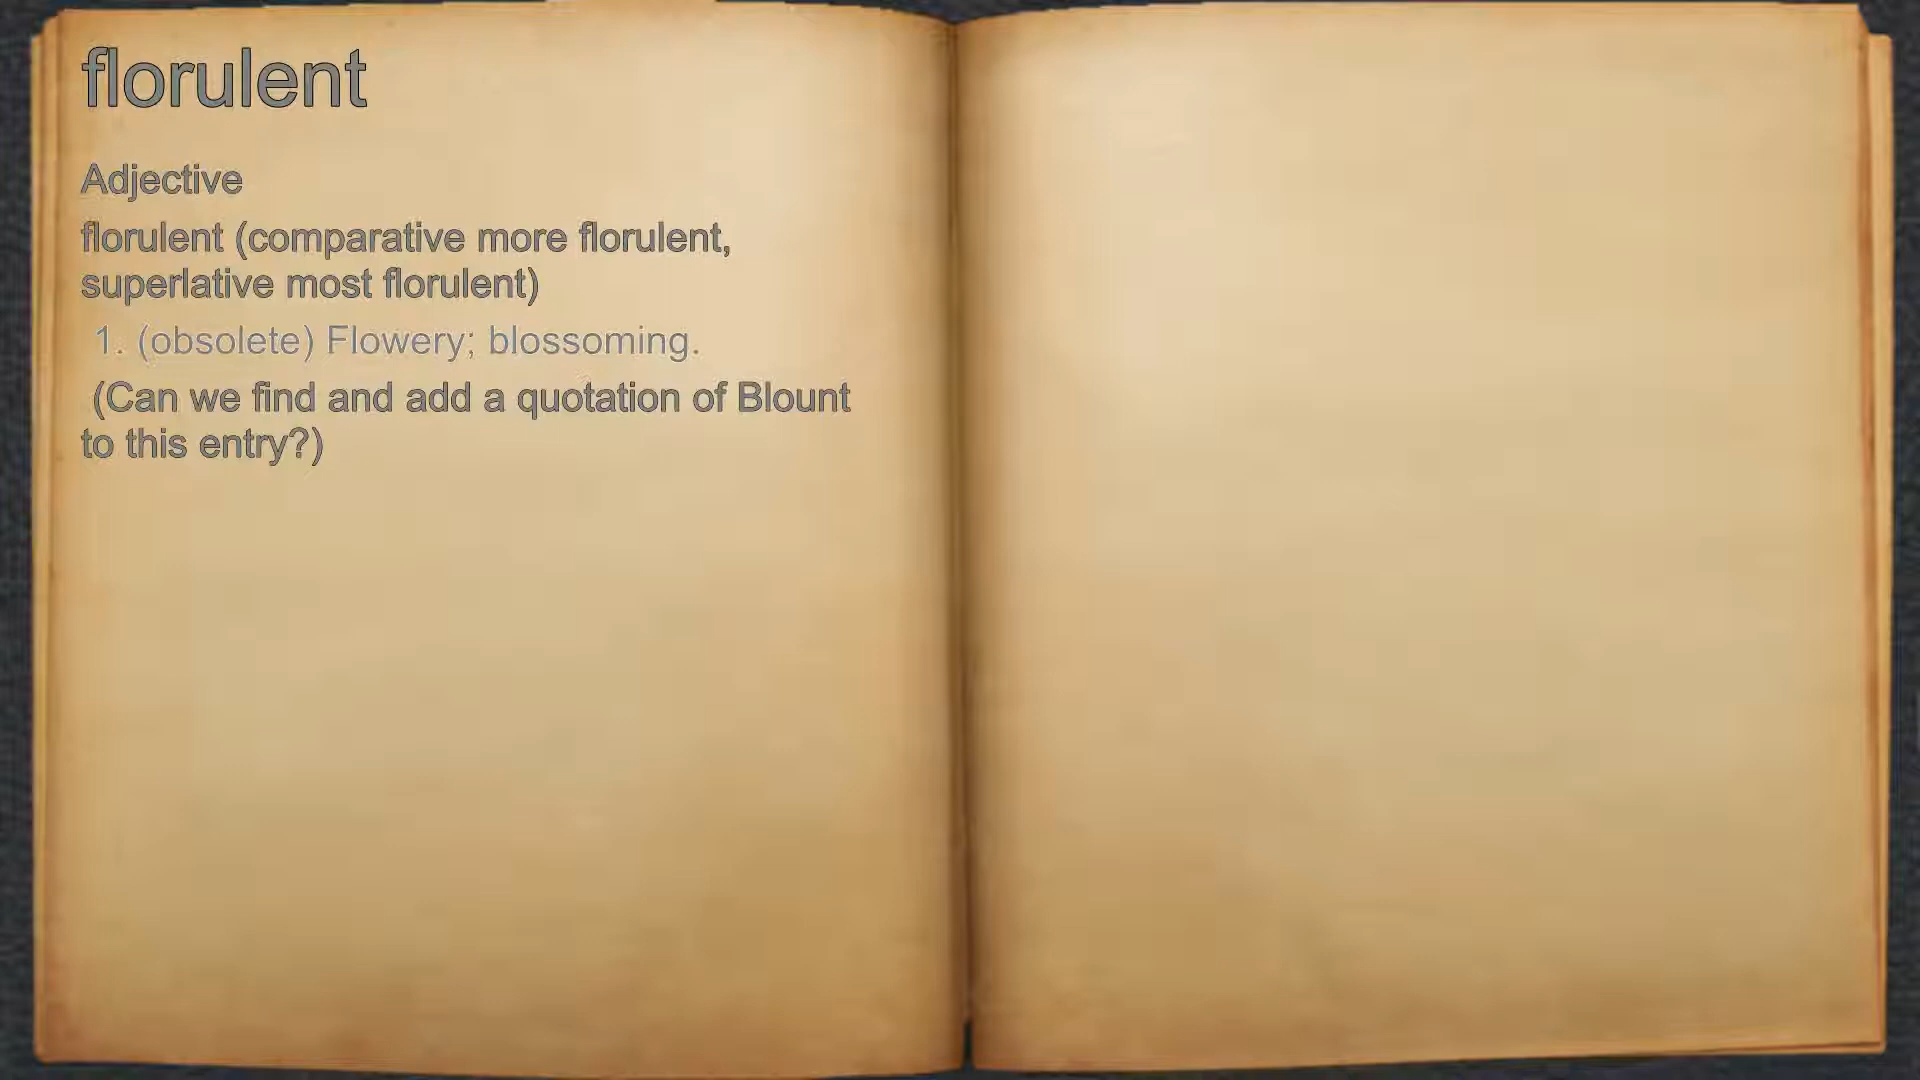 florulent
Adjective
florulent (comparative more florulent,
superlative most florulent)
1. (obsolete) Flowery; blossoming.
(Can we find and add a quotation of Blount
to this entry?)